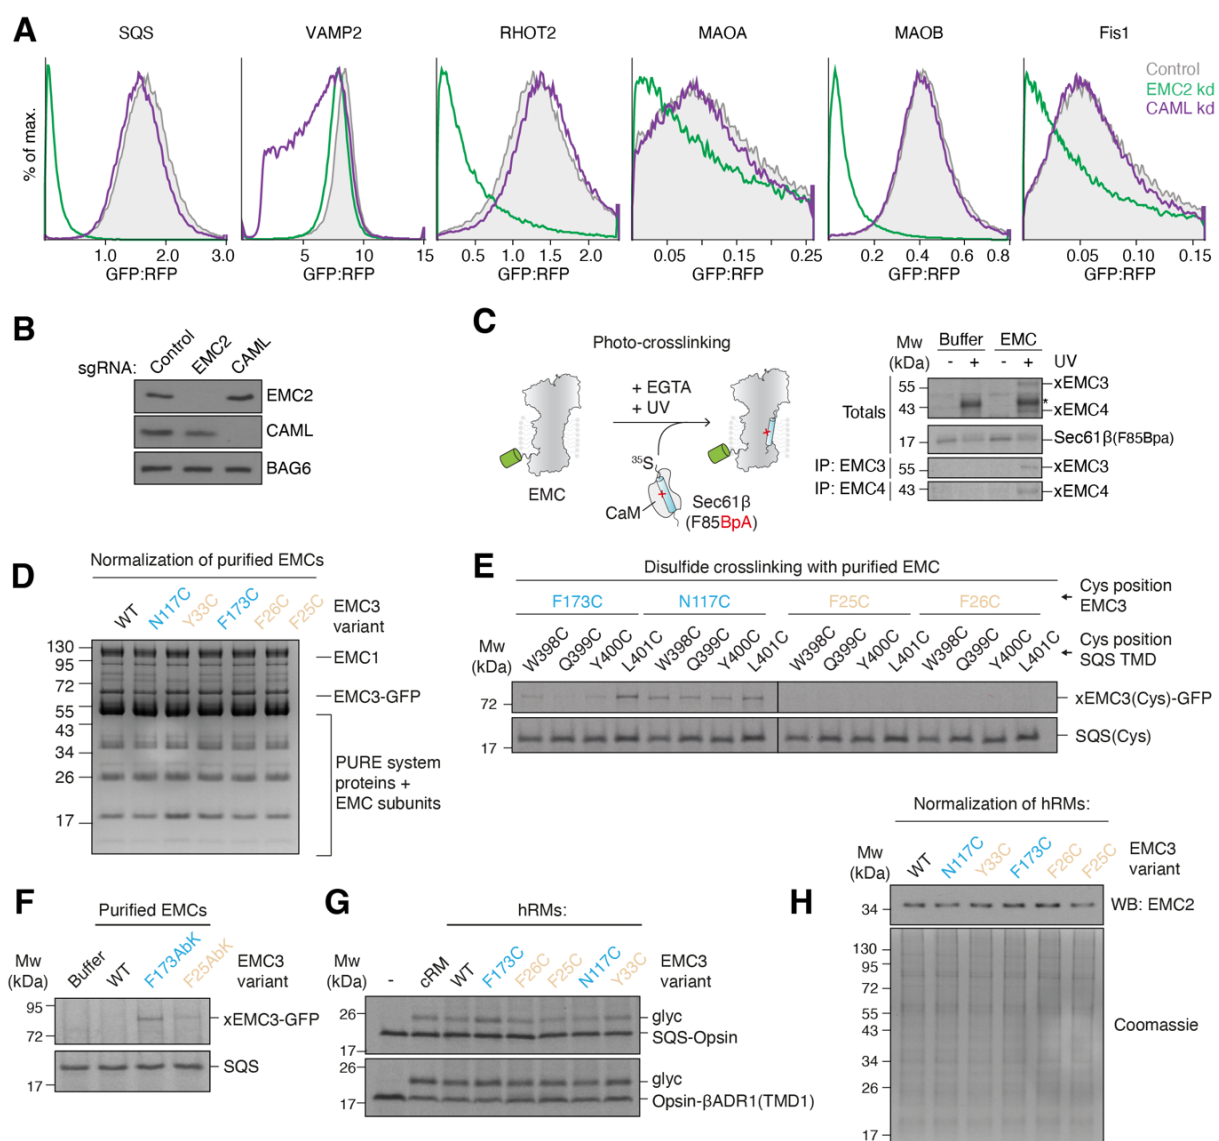 A
SQS
VAMP2
RHOT2
MAOA
MAOB
Fis1
Control
EMC2 kd
CAML kd
% of max.
1.0 2.0 3.0
5 10 15
0.5 1.0 1.5 2.0
0.05 0.15 0.25
0.2 0.4 0.6 0.8
0.05 0.10 0.15
GFP:RFP GFP:RFP GFP:RFP GFP:RFP GFP:RFP GFP:RFP
B
sgRNA: Control EMC2 CAML
EMC2
CAML
BAG6
C
Photo-crosslinking
+ EGTA
+ UV
EMC
35S
CaM
Sec61β
(F85BpA)
Mw
(kDa)
Buffer EMC
- + - + UV
Totals
55
43
17
xEMC3
*
xEMC4
Sec61β(F85Bpa)
IP: EMC3 55 xEMC3
IP: EMC4 43 xEMC4
D
Normalization of purified EMCs
WT N117C Y33C F173C F26C F25C
EMC3
variant
130
95
72
55
43
34
26
17
EMC1
EMC3-GFP
PURE system
proteins +
EMC subunits
E
Disulfide crosslinking with purified EMC
F173C N117C F25C F26C
Cys position
EMC3
W398C Q399C Y400C L401C W398C Q399C Y400C L401C W398C Q399C Y400C L401C W398C Q399C Y400C L401C
Cys position
SQS TMD
Mw
(kDa)
72
17
xEMC3(Cys)-GFP
SQS(Cys)
F
Purified EMCs
Mw
(kDa)
Buffer WT F173AbK F25AbK
EMC3
variant
95
72
17
xEMC3-GFP
SQS
G
hRMs:
Mw
(kDa)
- cRM WT F173C F26C F25C N117C Y33C
EMC3
variant
26
17
glyc
SQS-Opsin
26
17
glyc
Opsin-βADR1(TMD1)
H
Normalization of hRMs:
Mw
(kDa)
WT N117C Y33C F173C F26C F25C
EMC3
variant
34
WB: EMC2
130
95
72
55
43
34
26
17
Coomassie